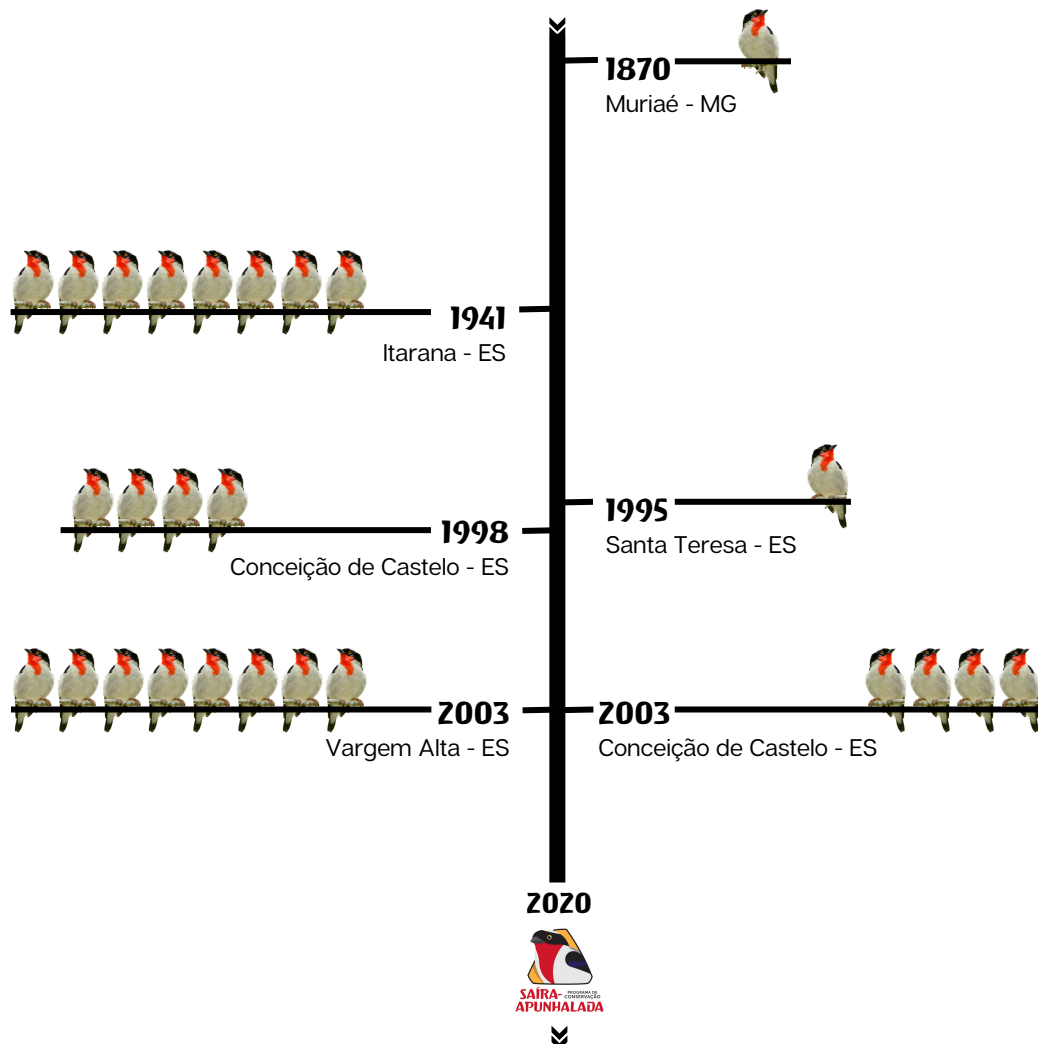 1870
Muriaé - MG
1941
Itarana - ES
1995
Santa Teresa - ES
1998
Conceição de Castelo - ES
2003
Vargem Alta - ES
2003
Conceição de Castelo - ES
2020
SAÍRA-
PROGRAMA DE
CONSERVAÇÃO
APUNHALADA